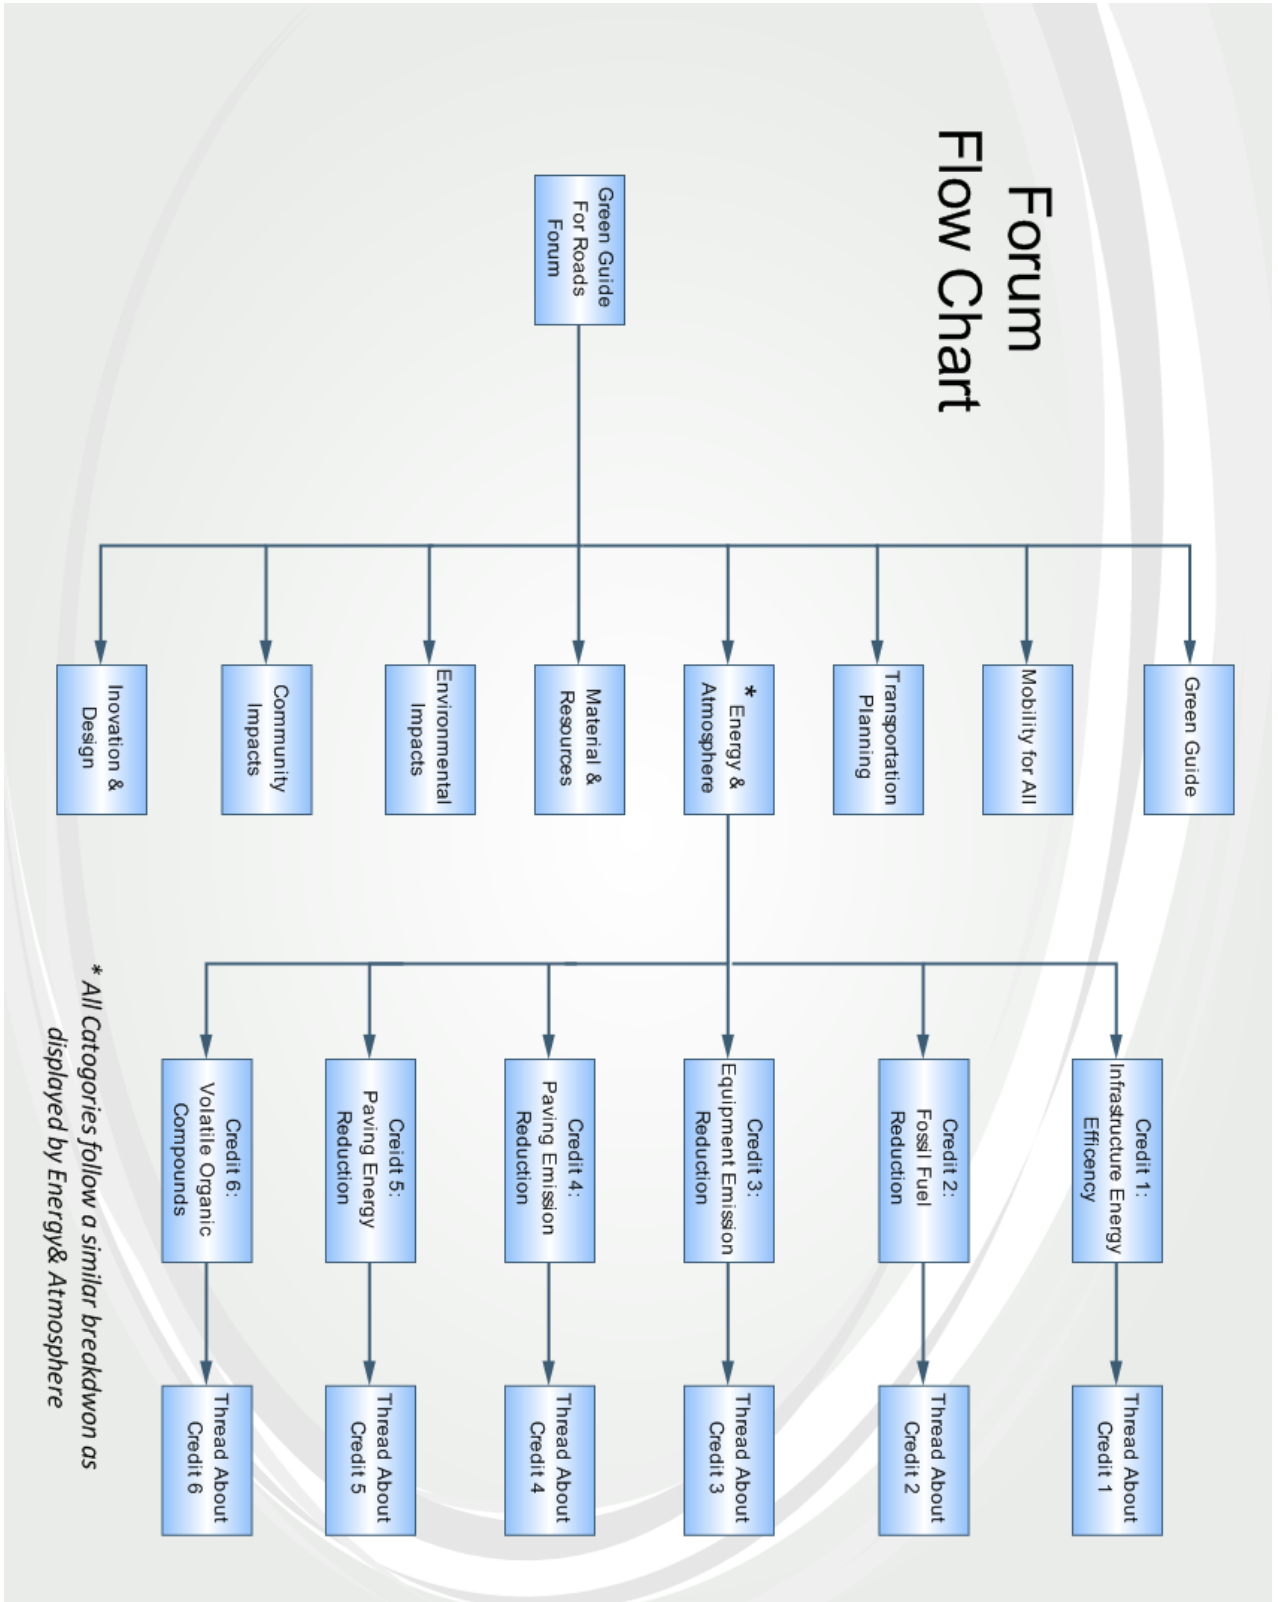 Forum
Flow Chart
Green Guide
For Roads
Forum
Green Guide
Mobility for All
Transportation
Planning
* Energy &
Atmosphere
Material &
Resources
Environmental
Impacts
Community
Impacts
Inovation &
Design
Credit 1:
Infrastructure Energy
Efficency
Credit 2:
Fossil Fuel
Reduction
Credit 3:
Equipment Emission
Reduction
Credit 4:
Paving Emission
Reduction
Creidt 5:
Paving Energy
Reduction
Credit 6:
Volatile Organic
Compounds
Thread About
Credit 1
Thread About
Credit 2
Thread About
Credit 3
Thread About
Credit 4
Thread About
Credit 5
Thread About
Credit 6
* All Catogories follow a similar breakdwon as
displayed by Energy& Atmosphere